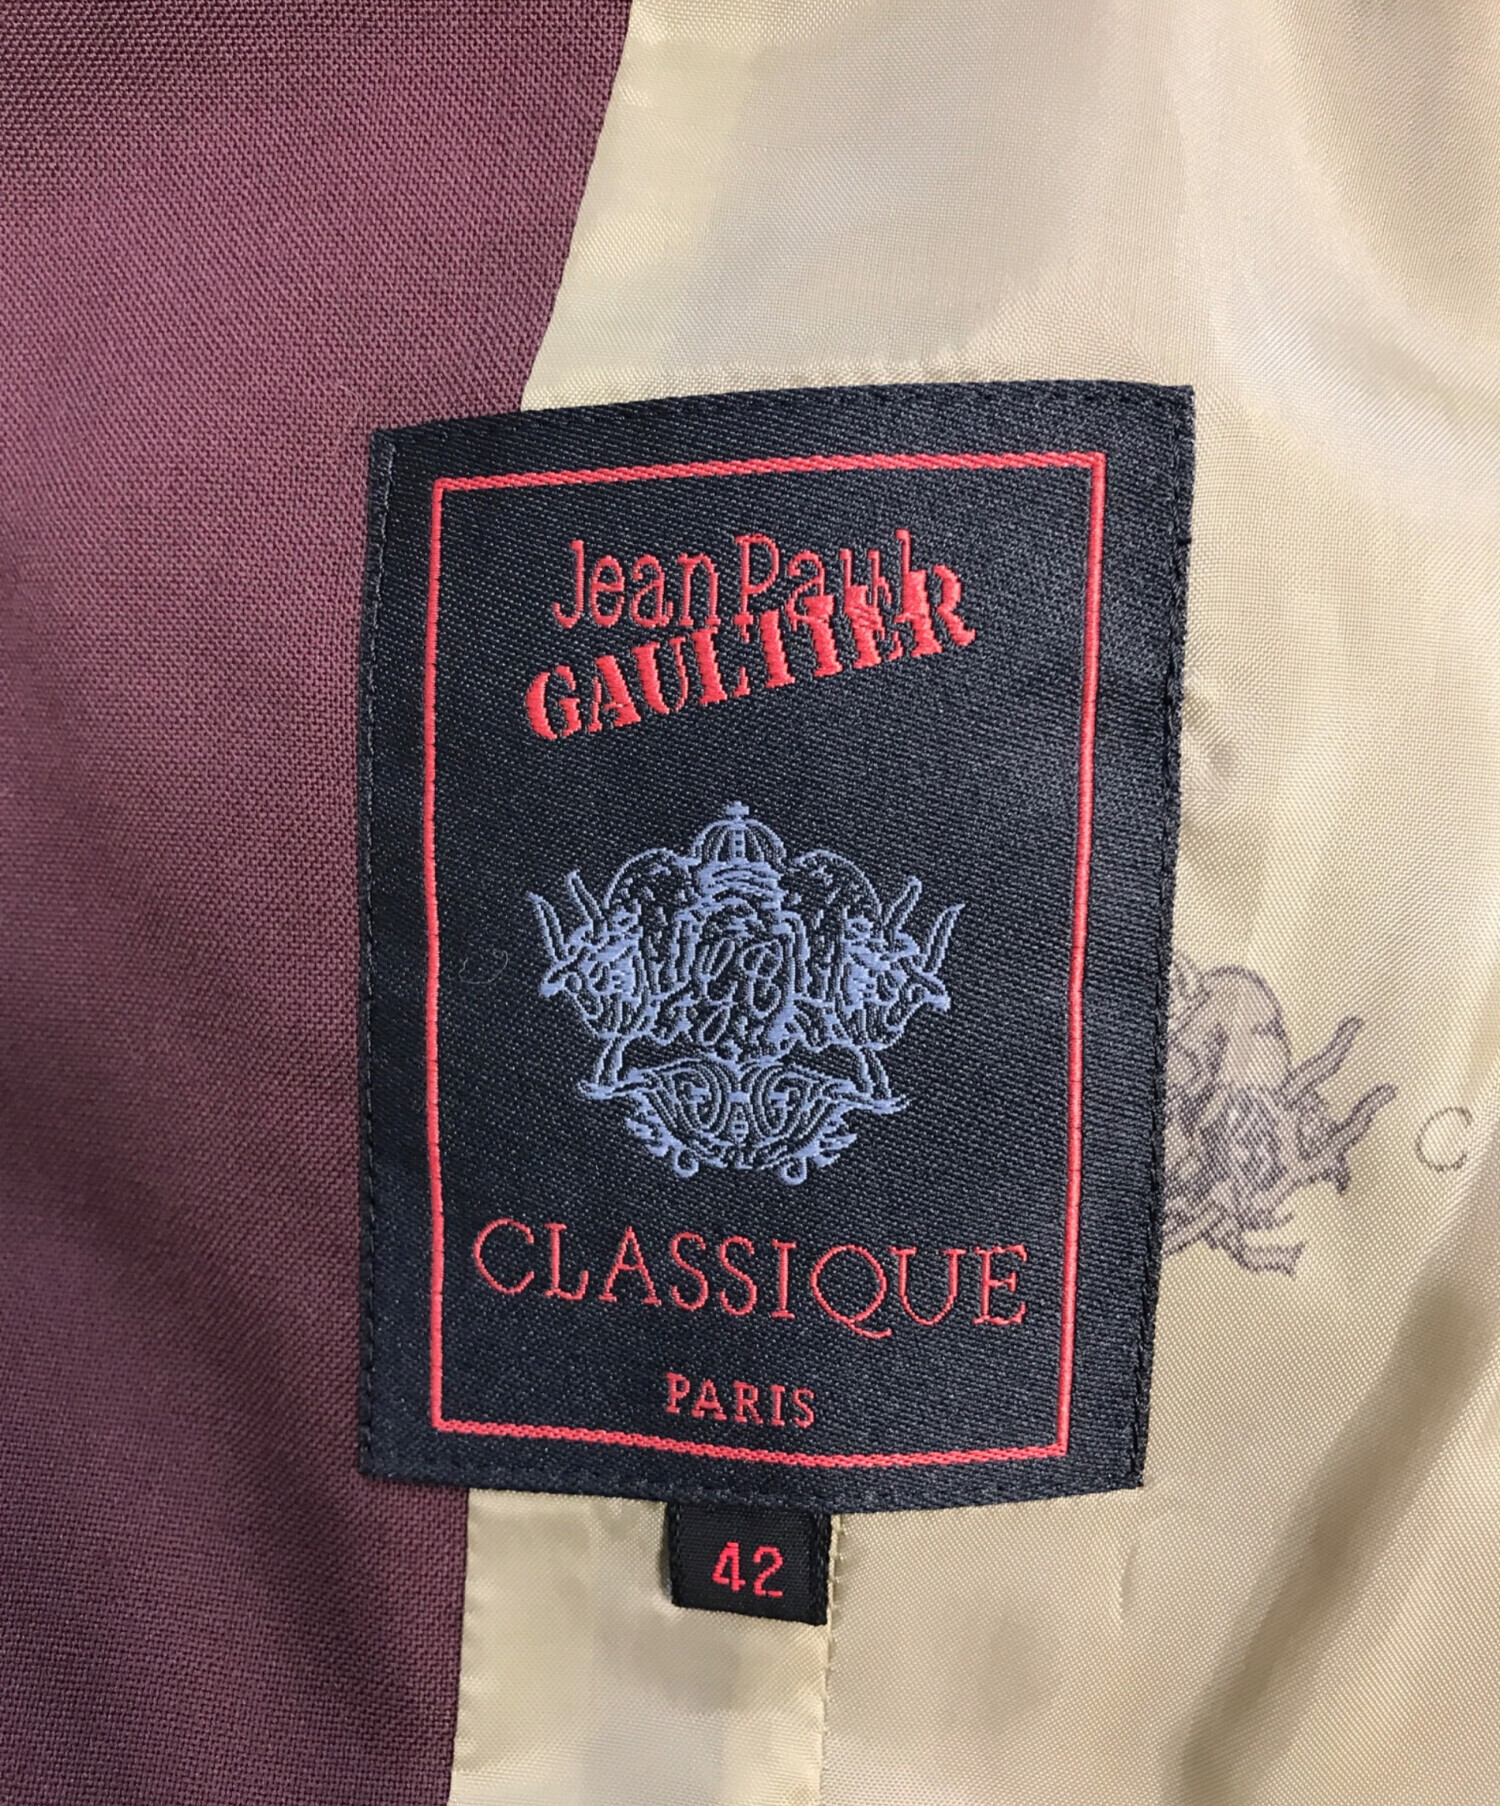 Jean Paul
GAULTIER
CLASSIQUE
PARIS
42
C